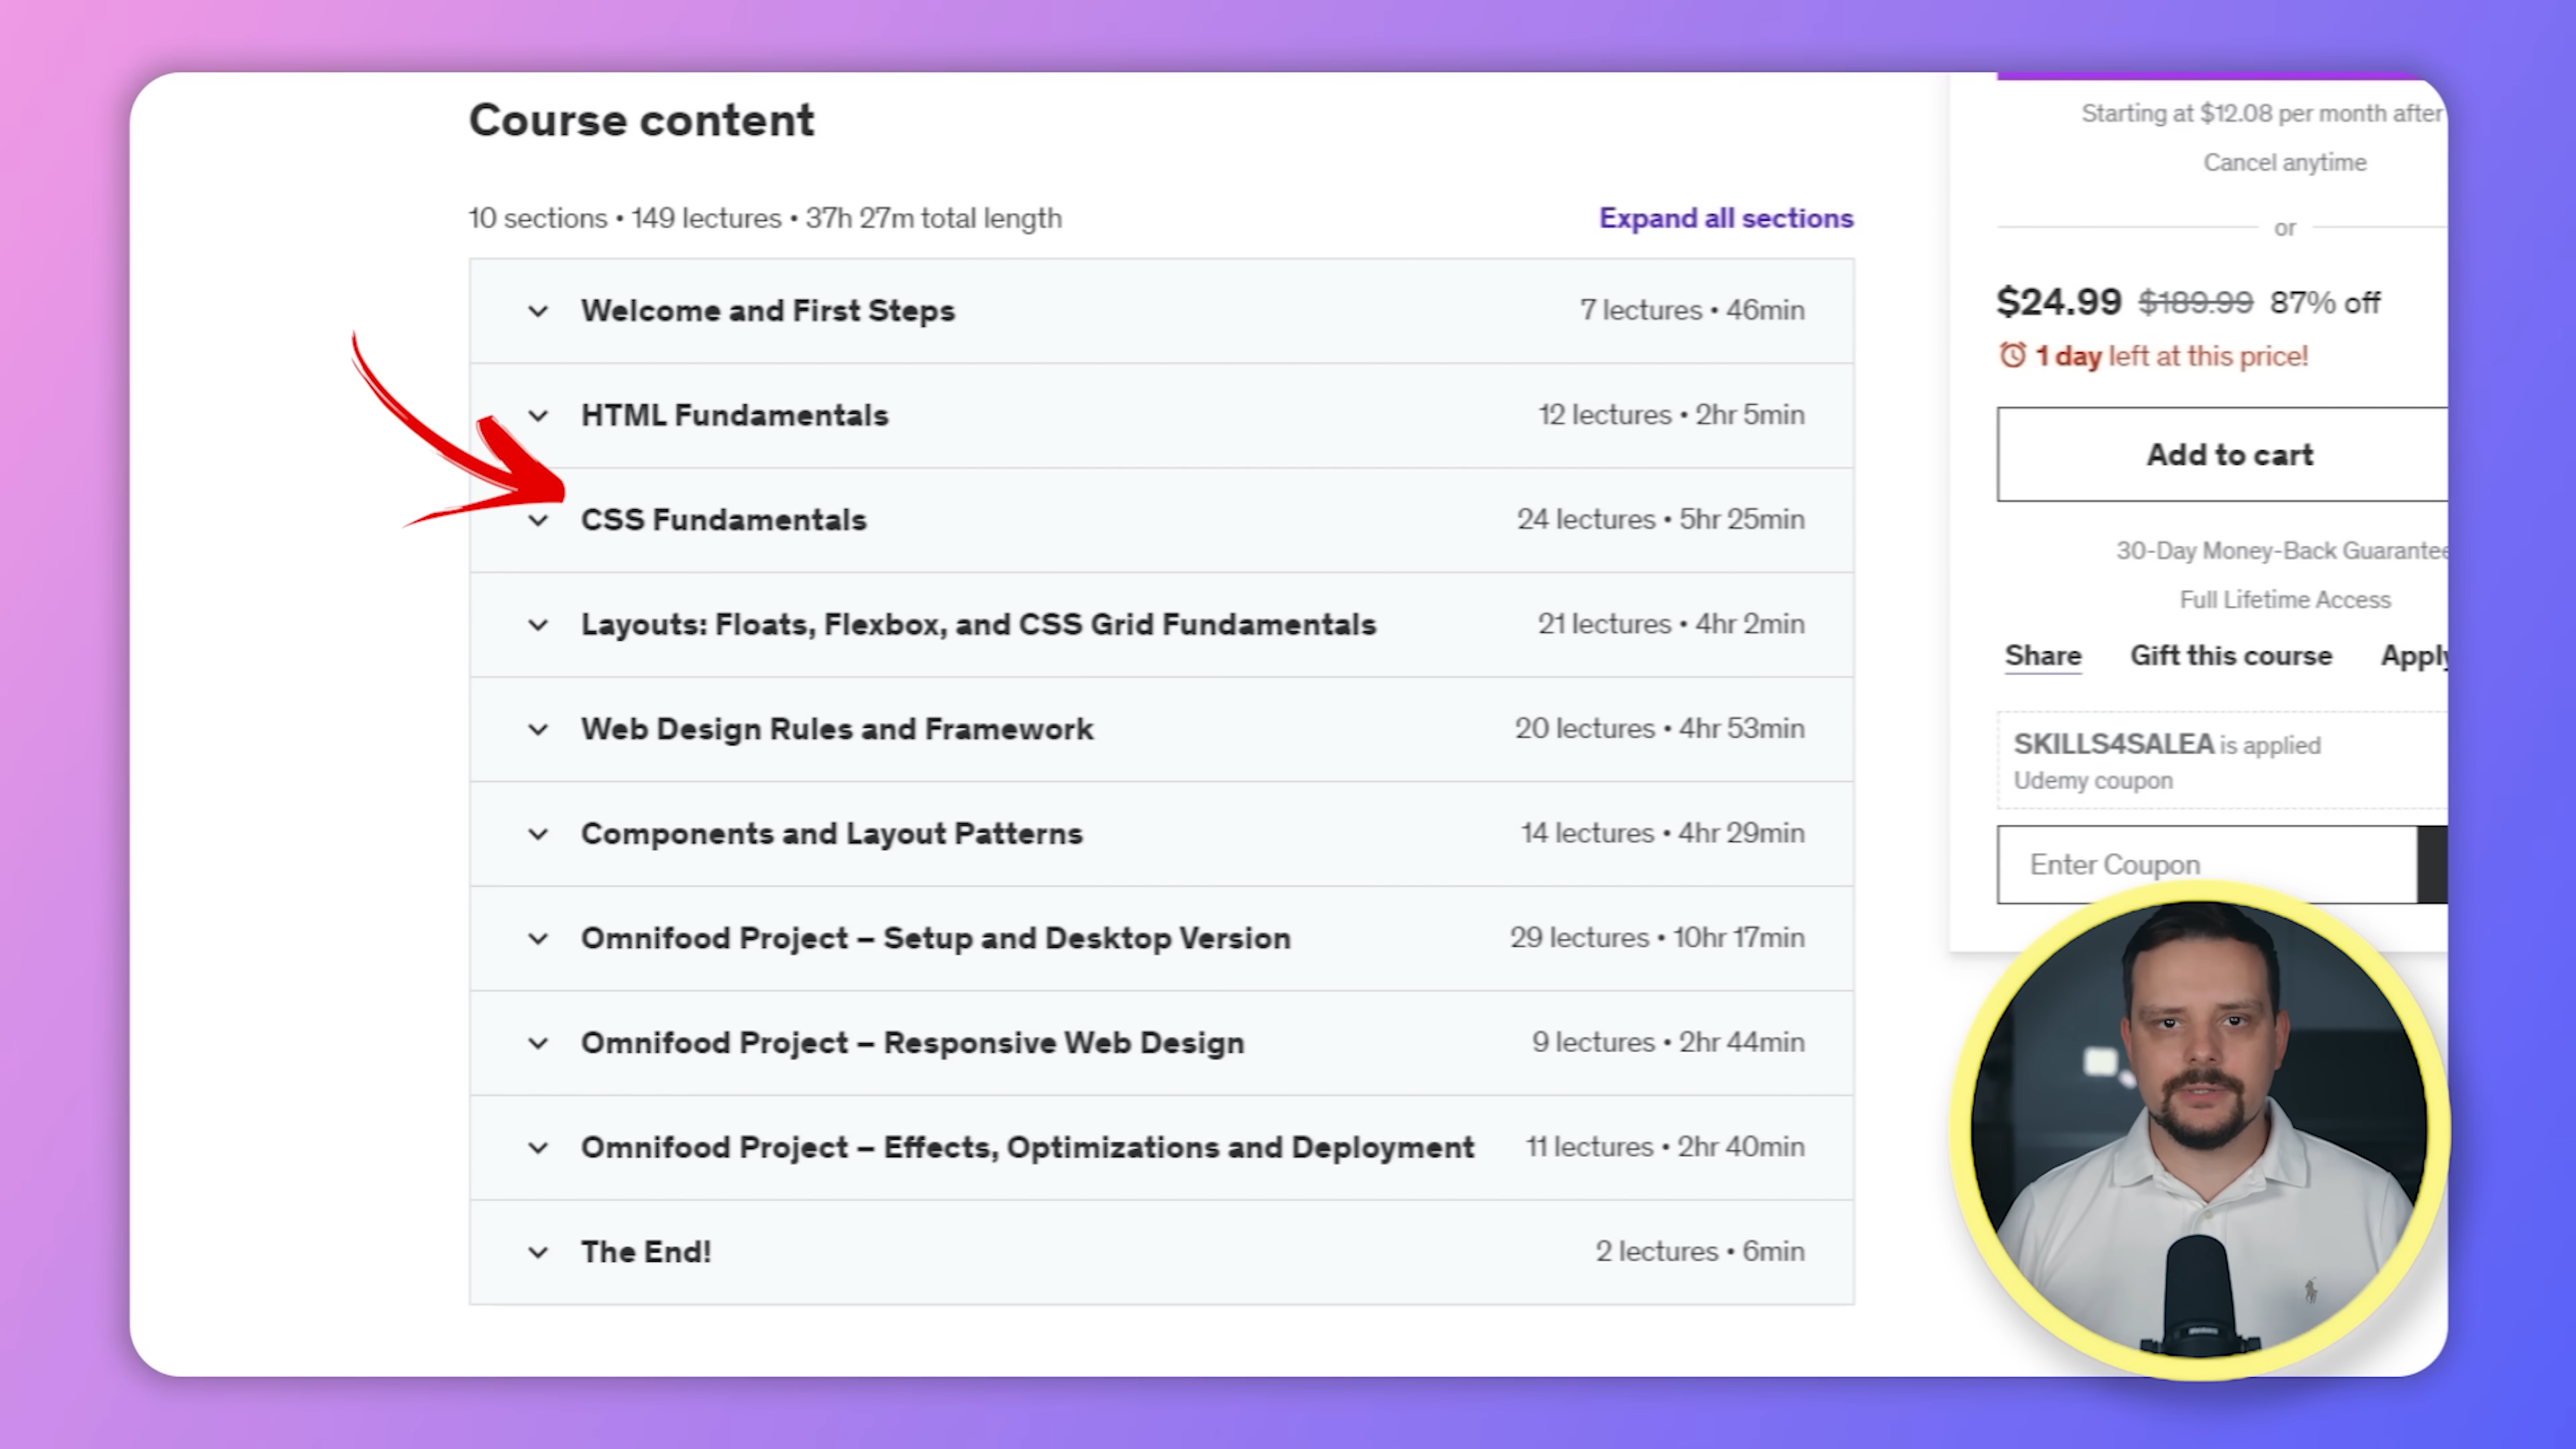 Course content
10 sections • 149 lectures • 37h 27m total length
Expand all sections
Welcome and First Steps
7 lectures • 46min
HTML Fundamentals
12 lectures • 2hr 5min
CSS Fundamentals
24 lectures • 5hr 25min
Layouts: Floats, Flexbox, and CSS Grid Fundamentals
21 lectures • 4hr 2min
Web Design Rules and Framework
20 lectures • 4hr 53min
Components and Layout Patterns
14 lectures • 4hr 29min
Omnifood Project – Setup and Desktop Version
29 lectures • 10hr 17min
Omnifood Project – Responsive Web Design
9 lectures • 2hr 44min
Omnifood Project – Effects, Optimizations and Deployment
11 lectures • 2hr 40min
The End!
2 lectures • 6min
Starting at $12.08 per month after
Cancel anytime
or
$24.99 $189.99 87% off
1 day left at this price!
Add to cart
30-Day Money-Back Guarantee
Full Lifetime Access
Share Gift this course Apply
SKILLS4SALEA is applied
Udemy coupon
Enter Coupon